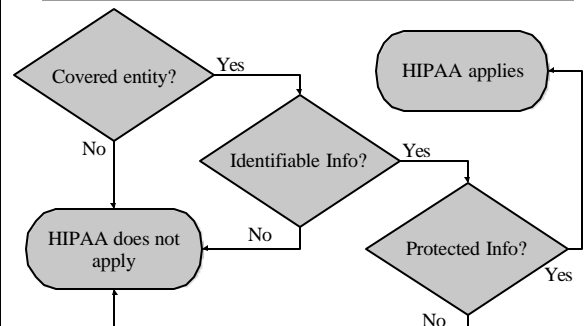 Covered entity?
Yes
HIPAA applies
No
Identifiable Info?
Yes
HIPAA does not
apply
No
Protected Info?
Yes
No